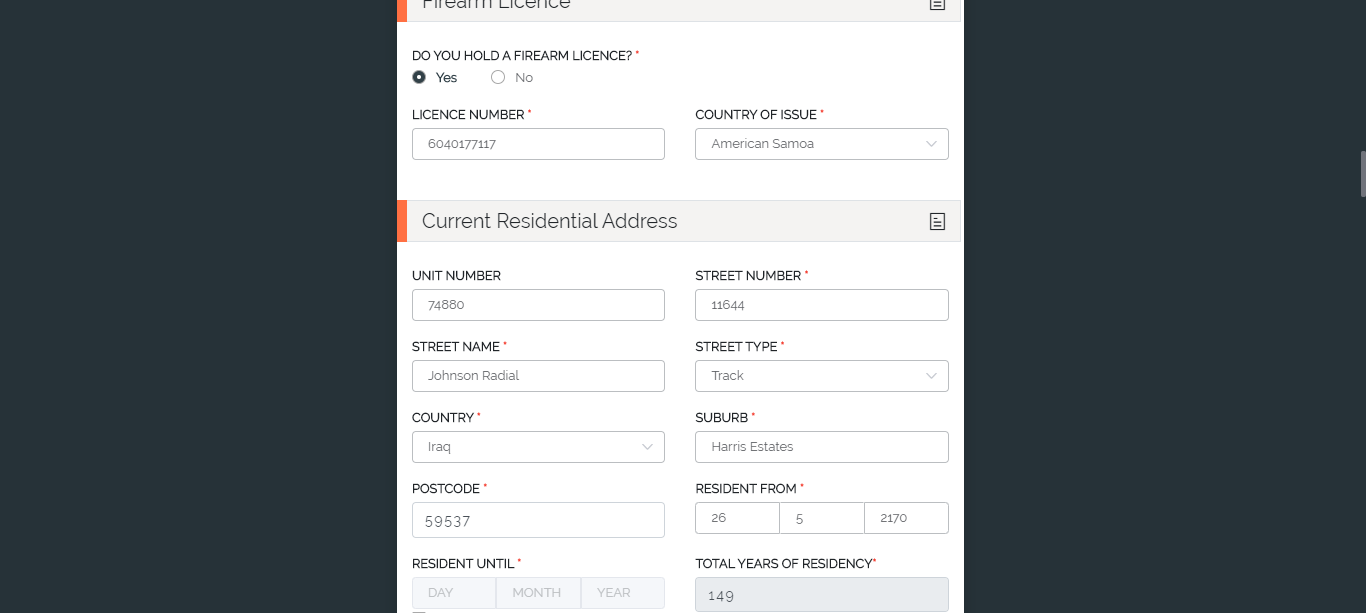 Firearm Licence
DO YOU HOLD A FIREARM LICENCE? *
Yes No
LICENCE NUMBER * COUNTRY OF ISSUE *
6040177117 American Samoa
Current Residential Address
UNIT NUMBER STREET NUMBER *
74880 11644
STREET NAME * STREET TYPE *
Johnson Radial Track
COUNTRY * SUBURB *
Iraq Harris Estates
POSTCODE * RESIDENT FROM *
59537 26 5 2170
RESIDENT UNTIL * TOTAL YEARS OF RESIDENCY*
DAY MONTH YEAR 149